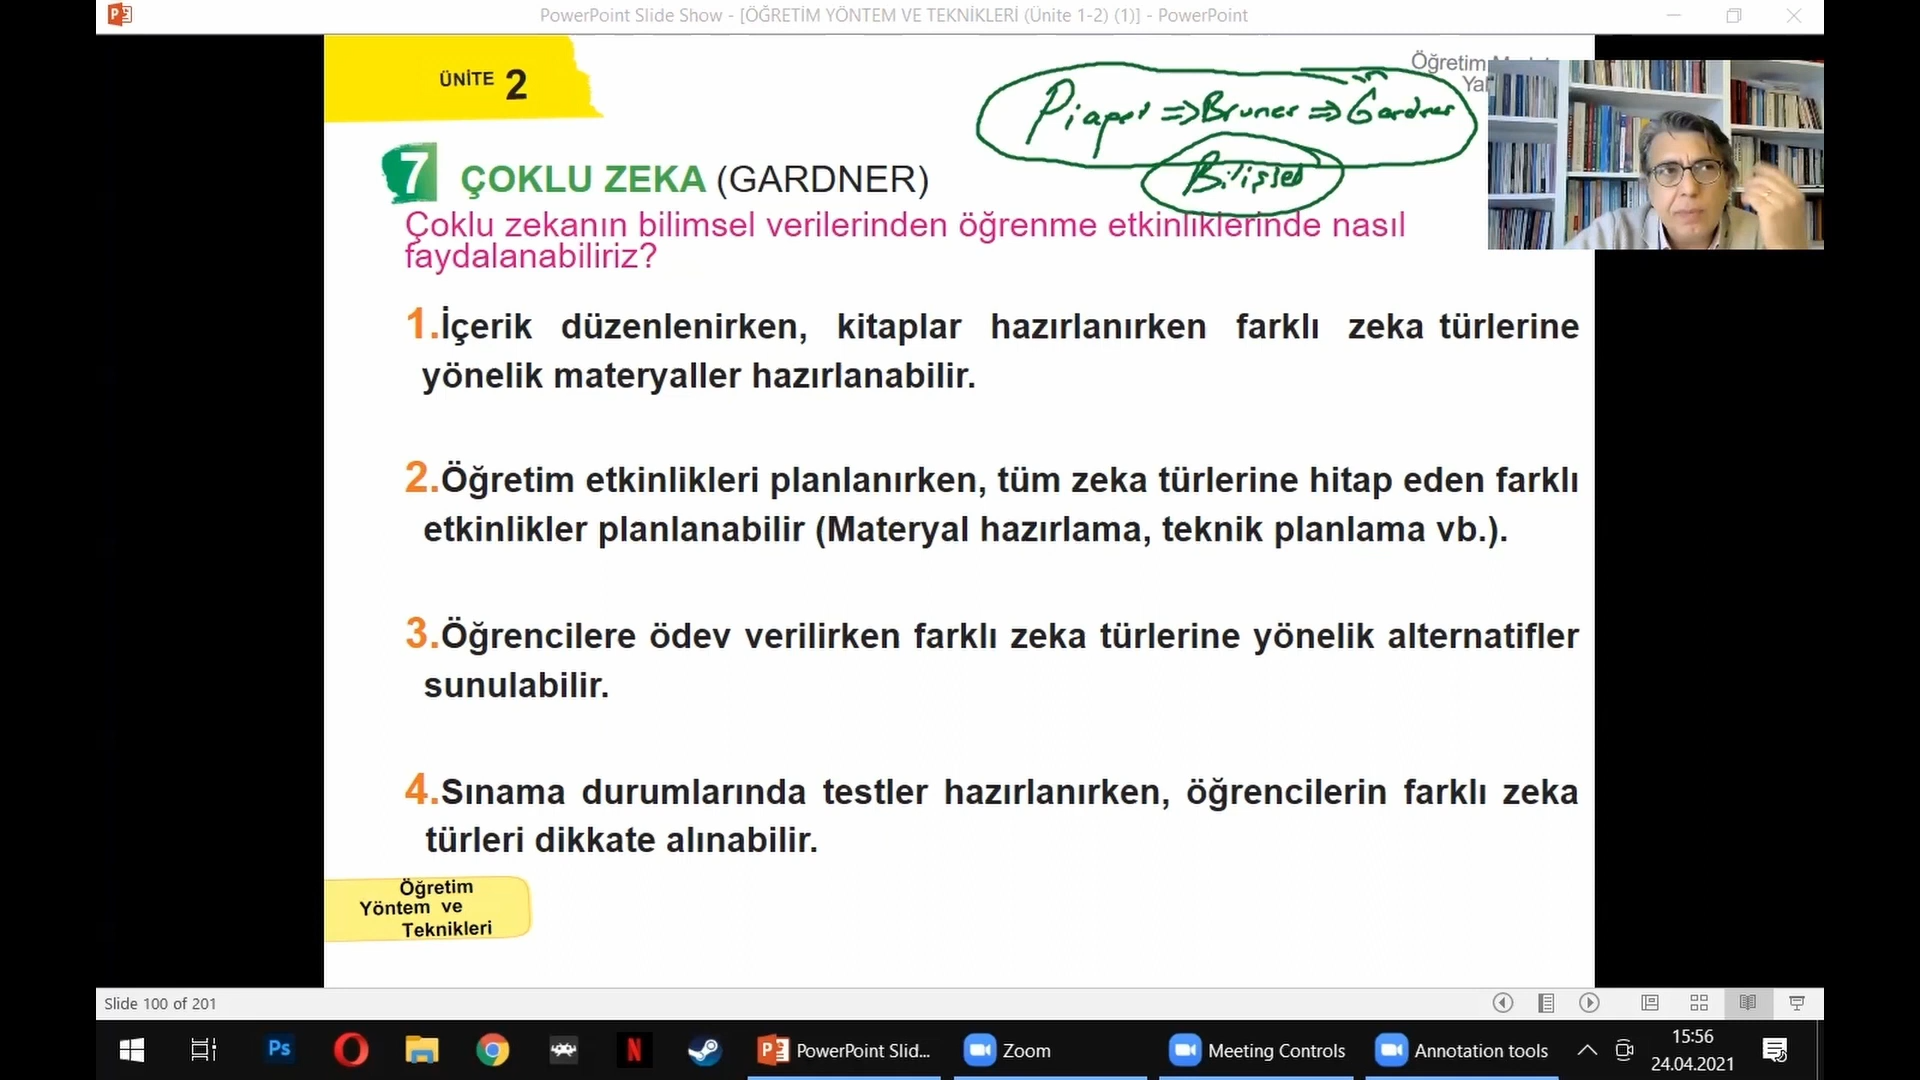 PowerPoint Slide Show - [ÖĞRETİM YÖNTEM VE TEKNİKLERİ (Ünite 1-2) (1)] - PowerPoint
ÜNİTE 2
Öğretim
Piaget => Bruner => Gardner
Bilişsel
7 ÇOKLU ZEKA (GARDNER)
Çoklu zekanın bilimsel verilerinden öğrenme etkinliklerinde nasıl
faydalanabiliriz?
1.İçerik düzenlenirken, kitaplar hazırlanırken farklı zeka türlerine
yönelik materyaller hazırlanabilir.
2.Öğretim etkinlikleri planlanırken, tüm zeka türlerine hitap eden farklı
etkinlikler planlanabilir (Materyal hazırlama, teknik planlama vb.).
3.Öğrencilere ödev verilirken farklı zeka türlerine yönelik alternatifler
sunulabilir.
4.Sınama durumlarında testler hazırlanırken, öğrencilerin farklı zeka
türleri dikkate alınabilir.
Öğretim
Yöntem ve
Teknikleri
Slide 100 of 201
Ps
PowerPoint Slid...
Zoom
Meeting Controls
Annotation tools
15:56
24.04.2021